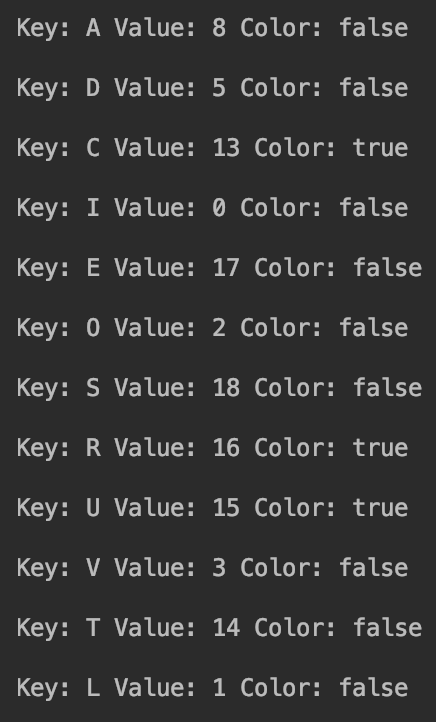 Key: A Value: 8 Color: false
Key: D Value: 5 Color: false
Key: C Value: 13 Color: true
Key: I Value: 0 Color: false
Key: E Value: 17 Color: false
Key: O Value: 2 Color: false
Key: S Value: 18 Color: false
Key: R Value: 16 Color: true
Key: U Value: 15 Color: true
Key: V Value: 3 Color: false
Key: T Value: 14 Color: false
Key: L Value: 1 Color: false